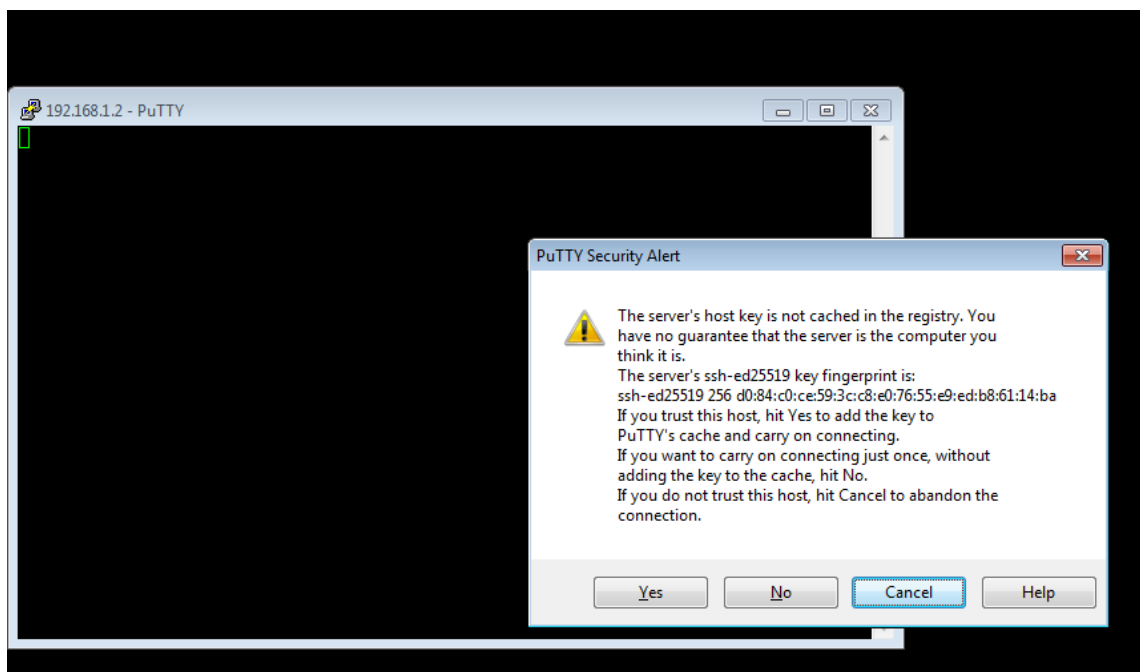 192.168.1.2 - PuTTY
PuTTY Security Alert
The server's host key is not cached in the registry. You
have no guarantee that the server is the computer you
think it is.
The server's ssh-ed25519 key fingerprint is:
ssh-ed25519 256 d0:84:c0:ce:59:3c:c8:e0:76:55:e9:ed:b8:61:14:ba
If you trust this host, hit Yes to add the key to
PuTTY's cache and carry on connecting.
If you want to carry on connecting just once, without
adding the key to the cache, hit No.
If you do not trust this host, hit Cancel to abandon the
connection.
Yes No Cancel Help